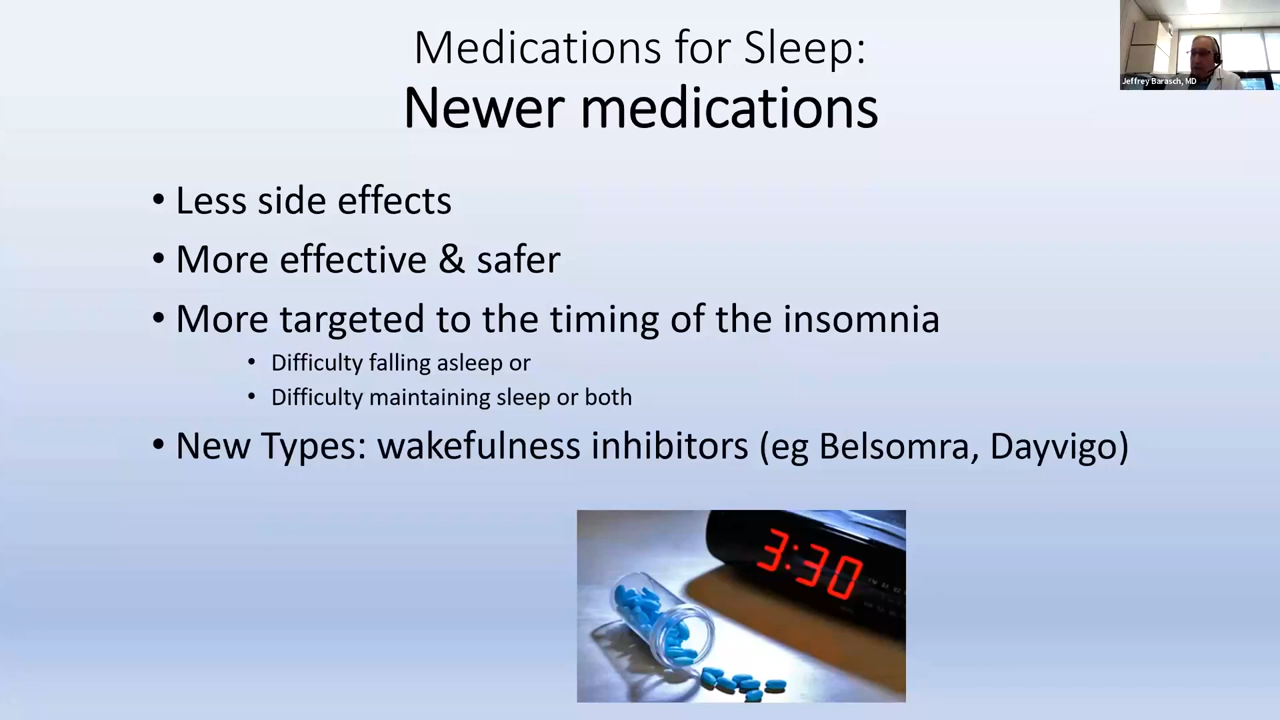 Medications for Sleep:
Newer medications
Jeffrey Barasch, MD
• Less side effects
• More effective & safer
• More targeted to the timing of the insomnia
• Difficulty falling asleep or
• Difficulty maintaining sleep or both
• New Types: wakefulness inhibitors (eg Belsomra, Dayvigo)
3:30